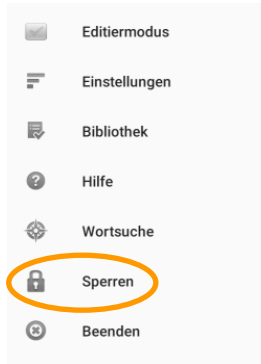 Editiermodus
Einstellungen
Bibliothek
Hilfe
Wortsuche
Sperren
Beenden